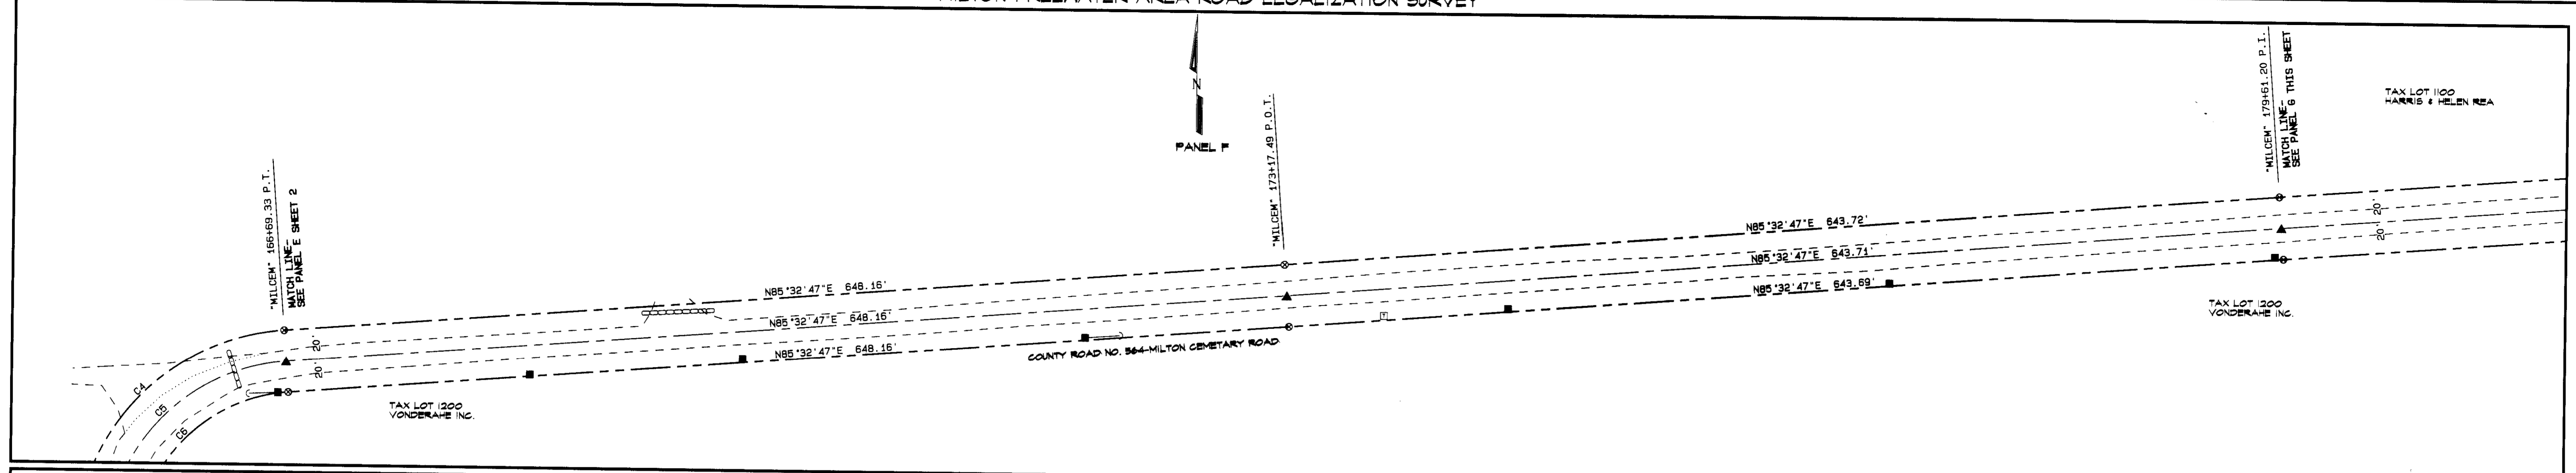 "MILCEM" 166+69.33 P.T.
MATCH LINE-
SEE PANEL E SHEET 2
N
PANEL F
"MILCEM" 173+17.49 P.O.T.
"MILCEM" 179+61.20 P.I.
MATCH LINE-
SEE PANEL G THIS SHEET
TAX LOT 1100
HARRIS & HELEN REA
N85°32'47"E 648.16'
N85°32'47"E 648.16'
N85°32'47"E 648.16'
N85°32'47"E 643.72'
N85°32'47"E 643.71'
N85°32'47"E 643.69'
20'
20'
20'
20'
COUNTY ROAD NO. 564-MILTON CEMETARY ROAD
TAX LOT 1200
VONDERAHE INC.
TAX LOT 1200
VONDERAHE INC.
C4
C5
C6
T